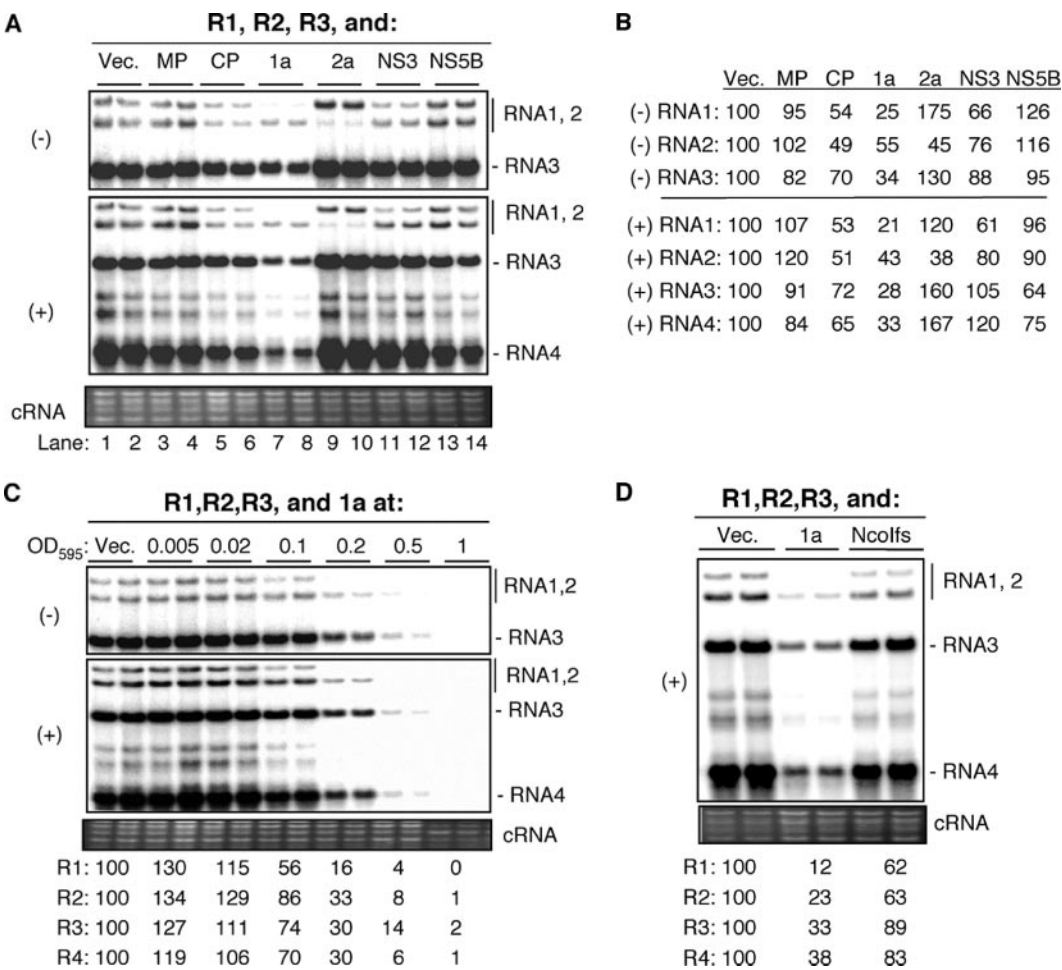 A
R1, R2, R3, and:
Vec. MP CP 1a 2a NS3 NS5B
(-)
RNA1, 2
- RNA3
(+)
RNA1, 2
- RNA3
- RNA4
cRNA
Lane: 1 2 3 4 5 6 7 8 9 10 11 12 13 14
B
Vec. MP CP 1a 2a NS3 NS5B
(-) RNA1: 100 95 54 25 175 66 126
(-) RNA2: 100 102 49 55 45 76 116
(-) RNA3: 100 82 70 34 130 88 95
(+) RNA1: 100 107 53 21 120 61 96
(+) RNA2: 100 120 51 43 38 80 90
(+) RNA3: 100 91 72 28 160 105 64
(+) RNA4: 100 84 65 33 167 120 75
C
R1,R2,R3, and 1a at:
OD595: Vec. 0.005 0.02 0.1 0.2 0.5 1
(-)
RNA1,2
- RNA3
(+)
RNA1,2
- RNA3
- RNA4
cRNA
R1: 100 130 115 56 16 4 0
R2: 100 134 129 86 33 8 1
R3: 100 127 111 74 30 14 2
R4: 100 119 106 70 30 6 1
D
R1,R2,R3, and:
Vec. 1a NcoIfs
(+)
RNA1, 2
- RNA3
- RNA4
cRNA
R1: 100 12 62
R2: 100 23 63
R3: 100 33 89
R4: 100 38 83